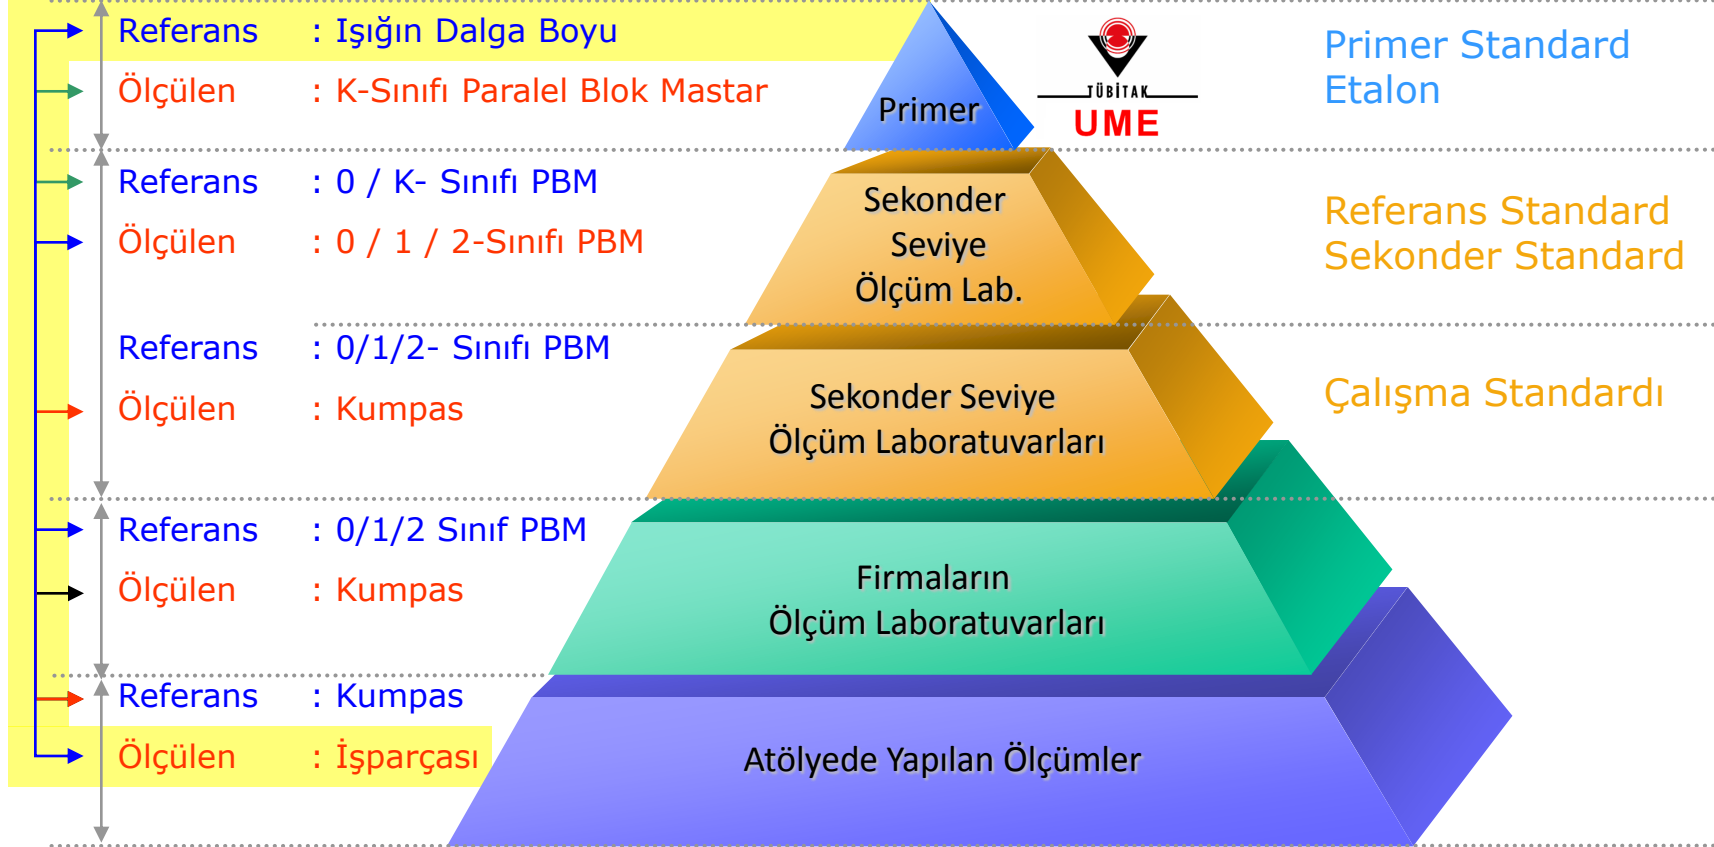 Referans : Işığın Dalga Boyu
Ölçülen : K-Sınıfı Paralel Blok Mastar
Primer
TÜBİTAK
UME
Primer Standard
Etalon
Referans : 0 / K- Sınıfı PBM
Ölçülen : 0 / 1 / 2-Sınıfı PBM
Sekonder
Seviye
Ölçüm Lab.
Referans Standard
Sekonder Standard
Referans : 0/1/2- Sınıfı PBM
Ölçülen : Kumpas
Sekonder Seviye
Ölçüm Laboratuvarları
Çalışma Standardı
Referans : 0/1/2 Sınıf PBM
Ölçülen : Kumpas
Firmaların
Ölçüm Laboratuvarları
Referans : Kumpas
Ölçülen : İşparçası
Atölyede Yapılan Ölçümler